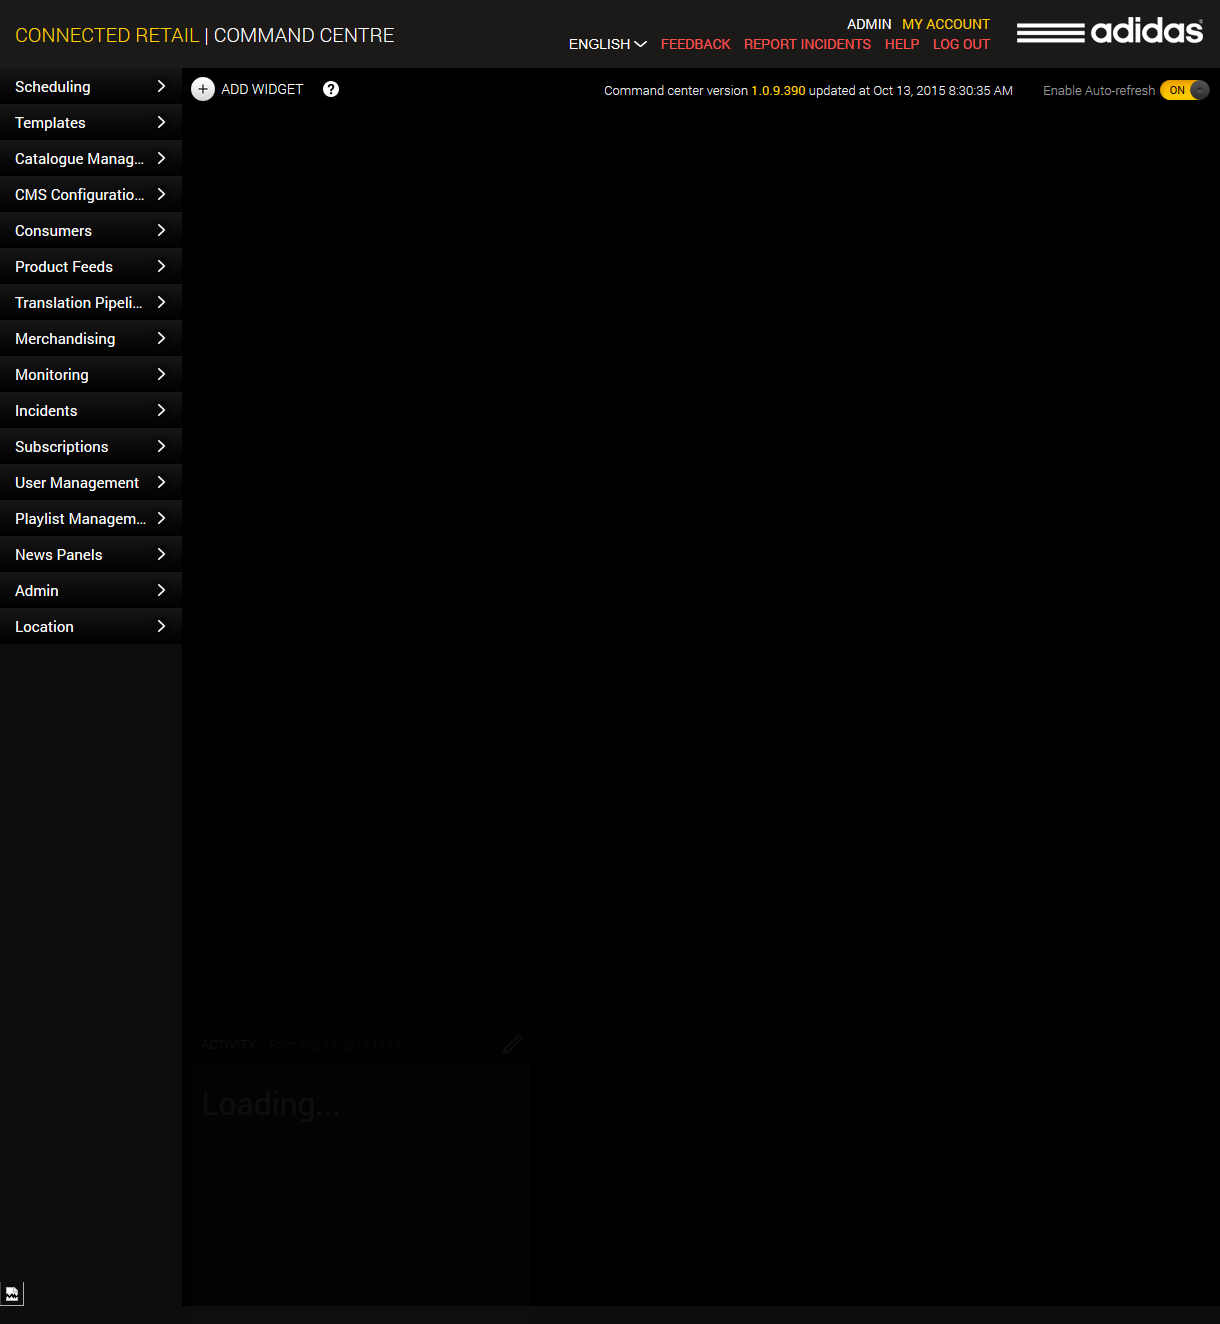 CONNECTED RETAIL | COMMAND CENTRE
ADMIN MY ACCOUNT
ENGLISH FEEDBACK REPORT INCIDENTS HELP LOG OUT
adidas
Scheduling
Templates
Catalogue Manag...
CMS Configuratio...
Consumers
Product Feeds
Translation Pipeli...
Merchandising
Monitoring
Incidents
Subscriptions
User Management
Playlist Managem...
News Panels
Admin
Location
+ ADD WIDGET ?
Command center version 1.0.9.390 updated at Oct 13, 2015 8:30:35 AM
Enable Auto-refresh ON
ACTIVITY
Loading...